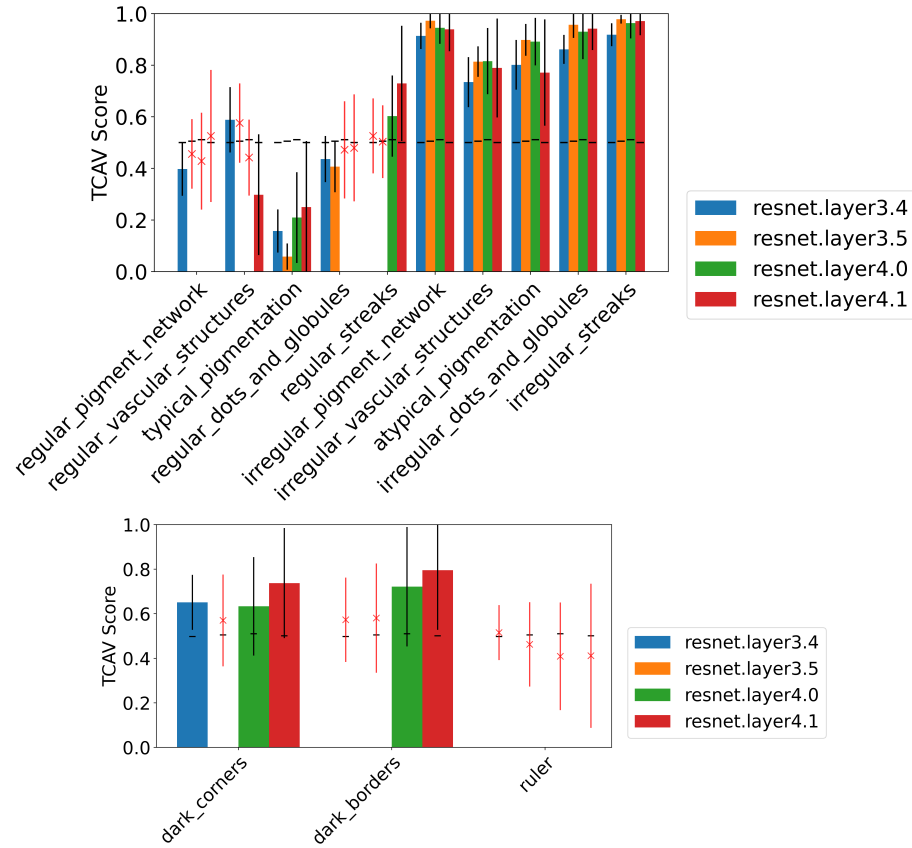 1.0
0.8
0.6
0.4
0.2
0.0
TCAV Score
regular_pigment_network
regular_vascular_structures
typical_pigmentation
regular_dots_and_globules
regular_streaks
irregular_pigment_network
irregular_vascular_structures
atypical_pigmentation
irregular_dots_and_globules
irregular_streaks
resnet.layer3.4
resnet.layer3.5
resnet.layer4.0
resnet.layer4.1
1.0
0.8
0.6
0.4
0.2
0.0
TCAV Score
dark_corners
dark_borders
ruler
resnet.layer3.4
resnet.layer3.5
resnet.layer4.0
resnet.layer4.1